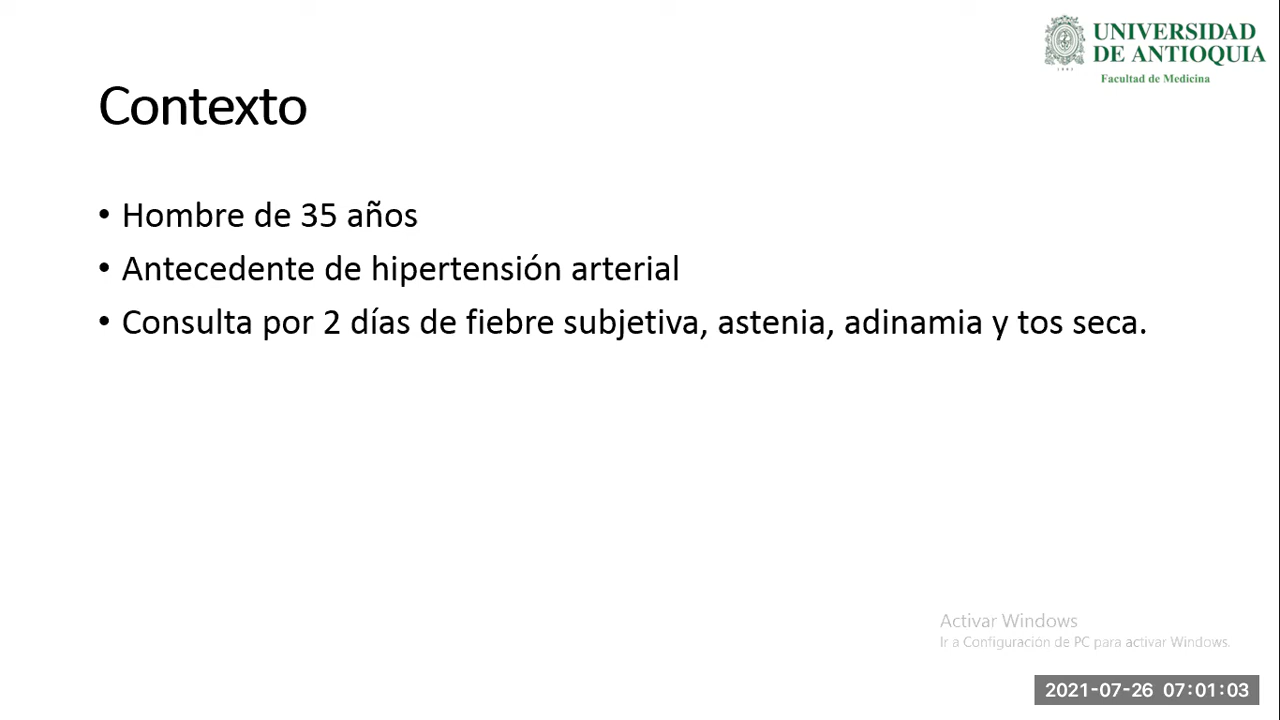 UNIVERSIDAD
DE ANTIOQUIA
1803
Facultad de Medicina
Contexto
• Hombre de 35 años
• Antecedente de hipertensión arterial
• Consulta por 2 días de fiebre subjetiva, astenia, adinamia y tos seca.
Activar Windows
Ir a Configuración de PC para activar Windows.
2021-07-26 07:01:03